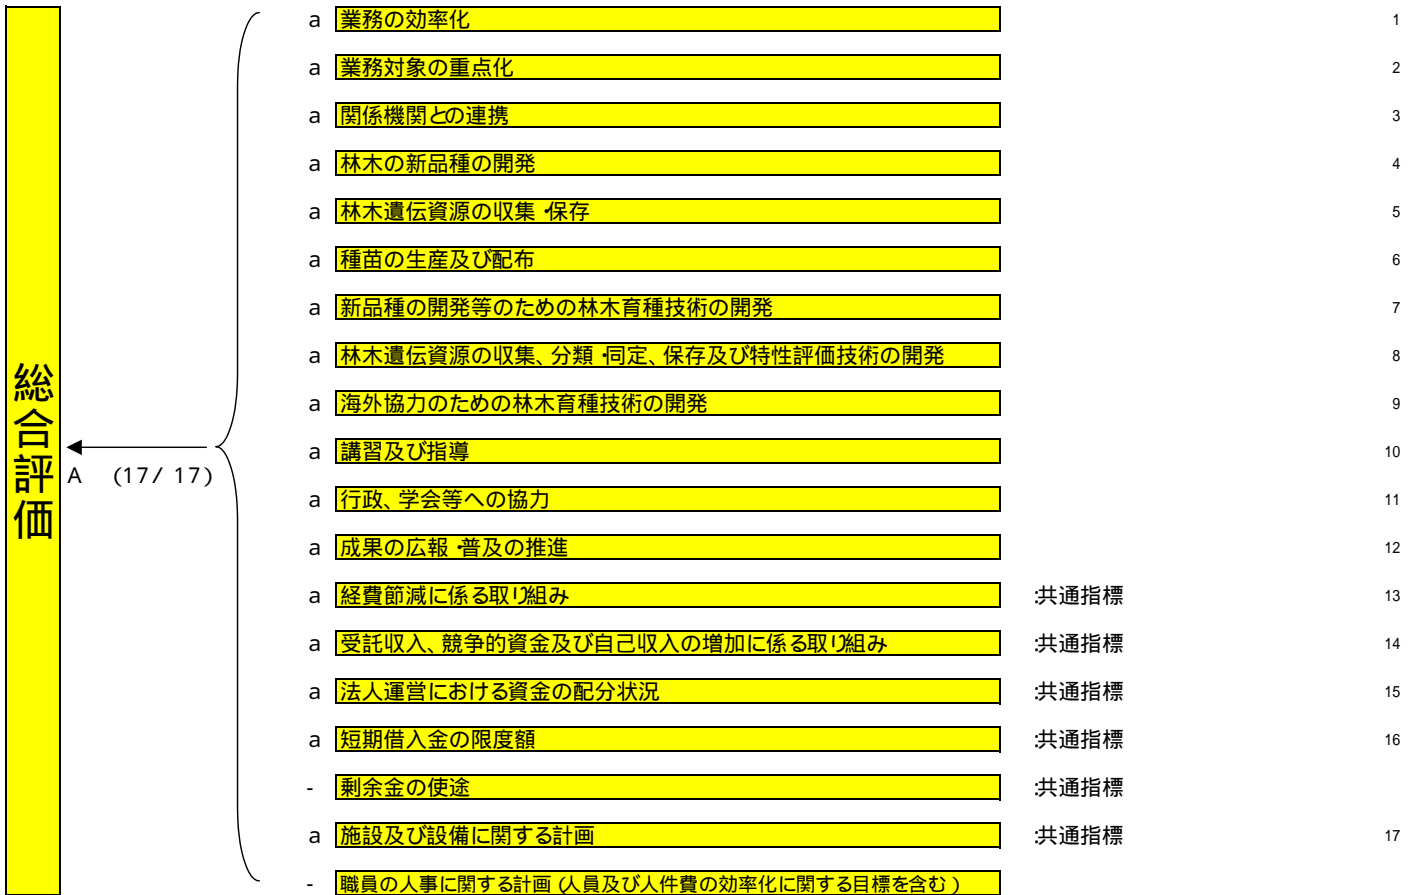 総合評価
A (17/ 17)
a 業務の効率化 1
a 業務対象の重点化 2
a 関係機関との連携 3
a 林木の新品種の開発 4
a 林木遺伝資源の収集・保存 5
a 種苗の生産及び配布 6
a 新品種の開発等のための林木育種技術の開発 7
a 林木遺伝資源の収集、分類・同定、保存及び特性評価技術の開発 8
a 海外協力のための林木育種技術の開発 9
a 講習及び指導 10
a 行政、学会等への協力 11
a 成果の広報・普及の推進 12
a 経費節減に係る取り組み :共通指標 13
a 受託収入、競争的資金及び自己収入の増加に係る取り組み :共通指標 14
a 法人運営における資金の配分状況 :共通指標 15
a 短期借入金の限度額 :共通指標 16
- 剰余金の使途 :共通指標
a 施設及び設備に関する計画 :共通指標 17
- 職員の人事に関する計画(人員及び人件費の効率化に関する目標を含む)